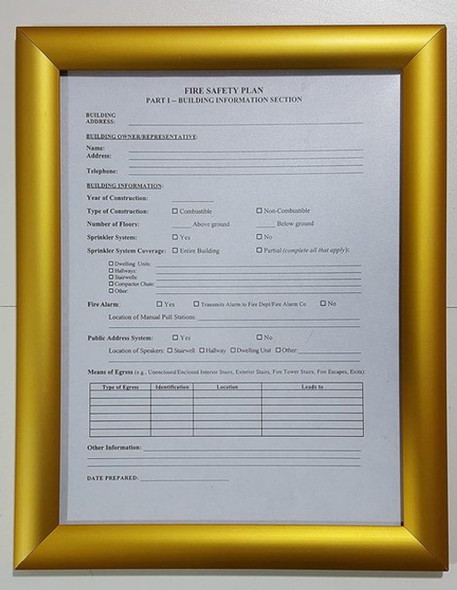 FIRE SAFETY PLAN
PART I – BUILDING INFORMATION SECTION
BUILDING
ADDRESS:
BUILDING OWNER/REPRESENTATIVE:
Name:
Address:
Telephone:
BUILDING INFORMATION:
Year of Construction:
Type of Construction: ☐ Combustible ☐ Non-Combustible
Number of Floors: Above ground Below ground
Sprinkler System: ☐ Yes ☐ No
Sprinkler System Coverage: ☐ Entire Building ☐ Partial (complete all that apply):
☐ Dwelling Units:
☐ Hallways:
☐ Stairwells:
☐ Compactor Chute:
☐ Other:
Fire Alarm: ☐ Yes ☐ Transmits Alarm to Fire Dept/Fire Alarm Co ☐ No
Location of Manual Pull Stations
Public Address System: ☐ Yes ☐ No
Location of Speakers: ☐ Stairwell ☐ Hallway ☐ Dwelling Unit ☐ Other:
Means of Egress (e.g., Unenclosed/Enclosed Interior Stairs, Exterior Stairs, Fire Tower Stairs, Fire Escapes, Exits):
Type of Egress Identification Location Leads to
Other Information:
DATE PREPARED: